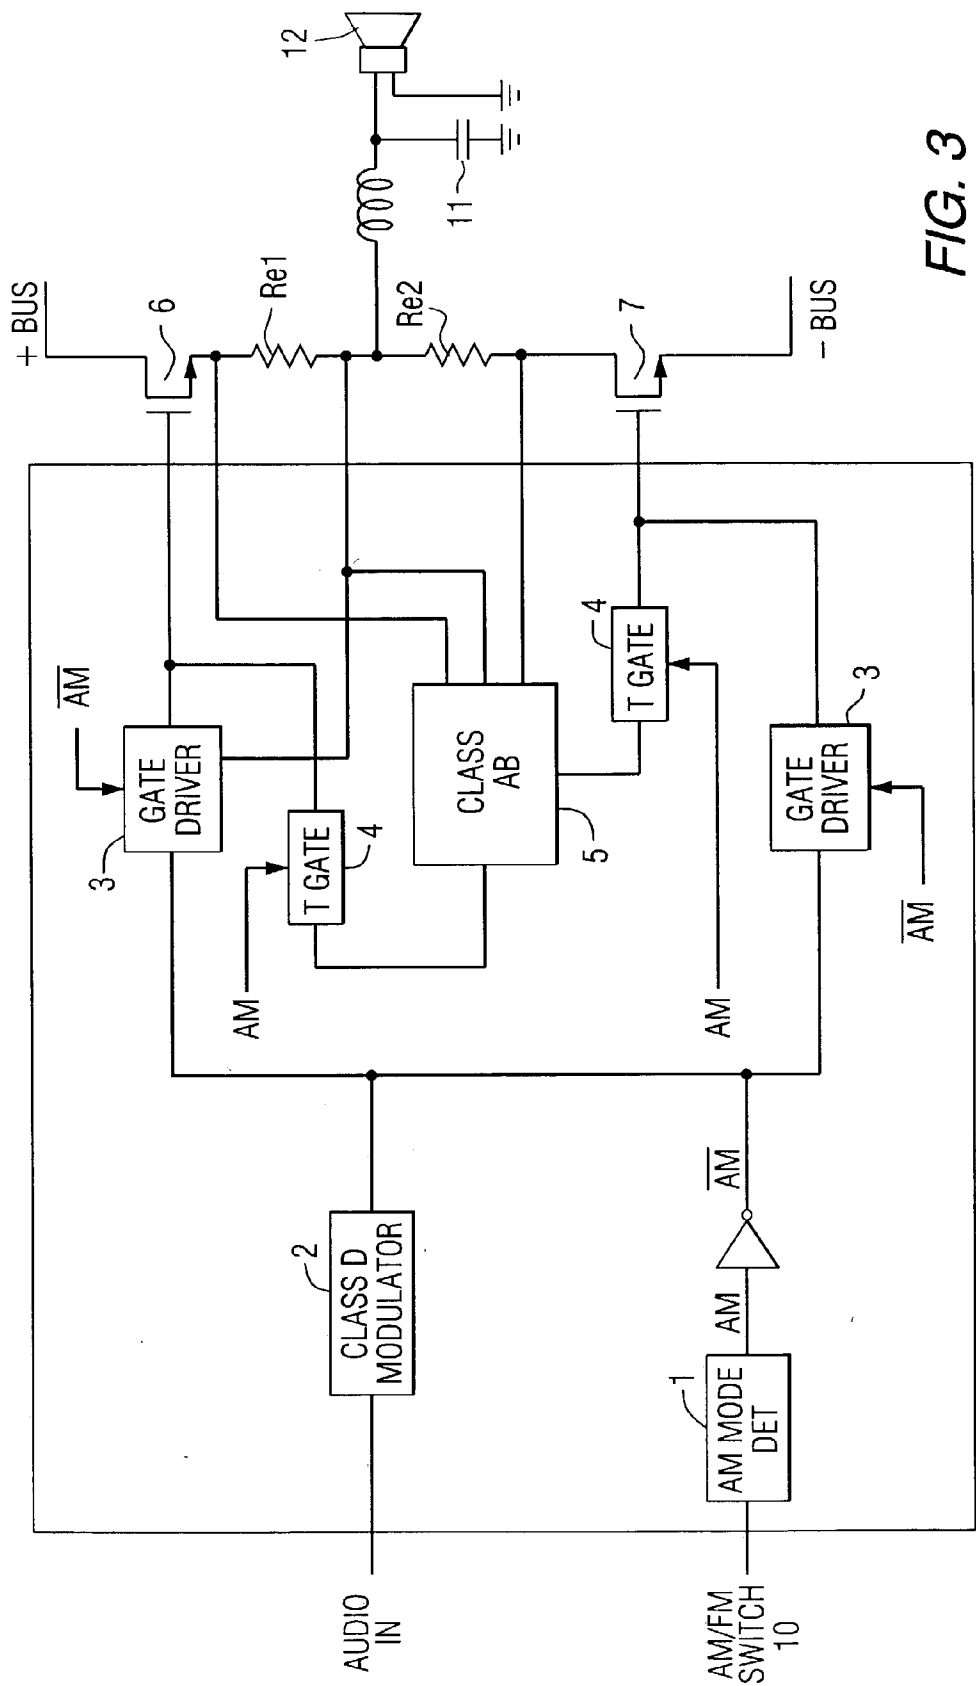 AUDIO
IN
AM/FM
SWITCH
10
2
CLASS D
MODULATOR
1
AM MODE
DET
AM
AM
AM
3
GATE
DRIVER
AM
AM
T GATE
4
CLASS
AB
5
AM
T GATE
4
GATE
DRIVER
3
AM
+ BUS
6
Re1
Re2
7
- BUS
11
12
FIG. 3